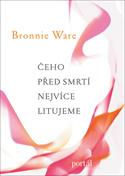 Bronnie Ware
ČEHO
PŘED SMRTÍ
NEJVÍCE
LITUJEME
portál